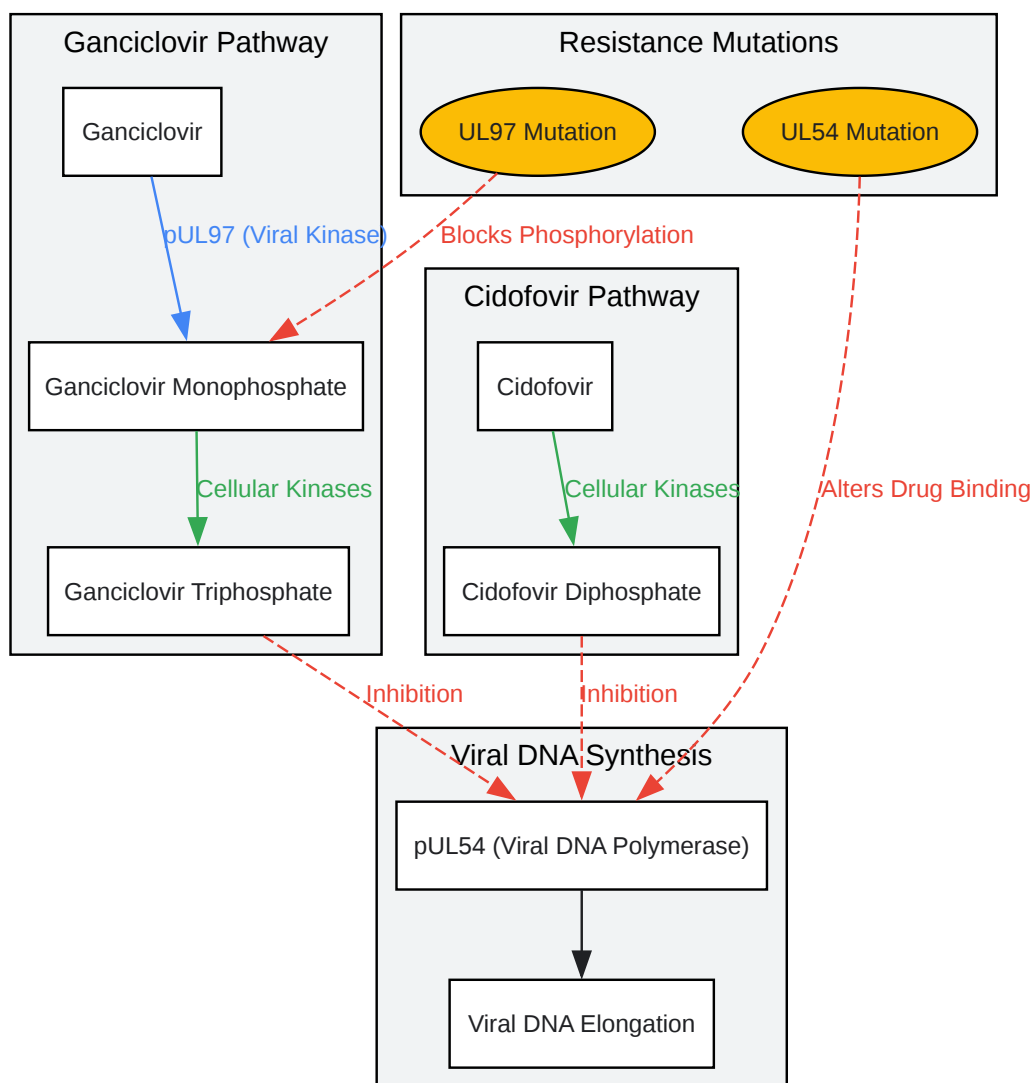 Ganciclovir Pathway
Resistance Mutations
Ganciclovir
UL97 Mutation
UL54 Mutation
pUL97 (Viral Kinase)
Blocks Phosphorylation
Cidofovir Pathway
Ganciclovir Monophosphate
Cidofovir
Cellular Kinases
Cellular Kinases
Alters Drug Binding
Ganciclovir Triphosphate
Cidofovir Diphosphate
Inhibition
Inhibition
Viral DNA Synthesis
pUL54 (Viral DNA Polymerase)
Viral DNA Elongation